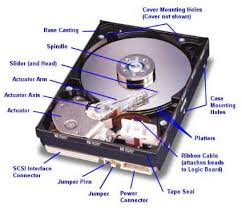 Cover Mounting Holes
(Cover not shown)
Base Casting
Spindle
Slider (and Head)
Actuator Arm
Actuator Axis
Actuator
Case
Mounting
Holes
Platters
Ribbon Cable
(attaches heads
to Logic Board)
SCSI Interface
Connector
Jumper Pins
Jumper
Power
Connector
Tape Seal